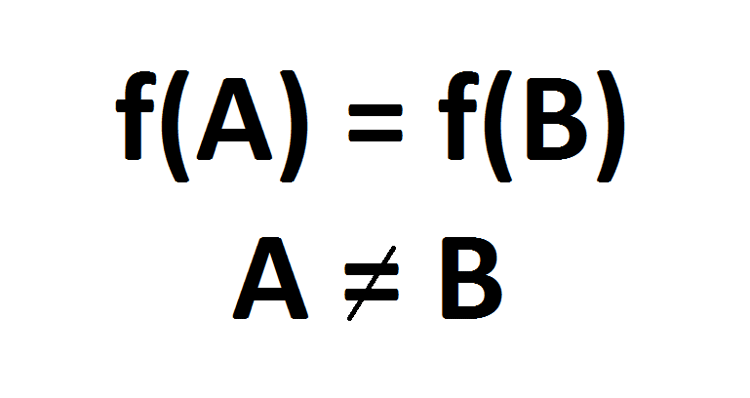 f(A) = f(B)
A ≠ B